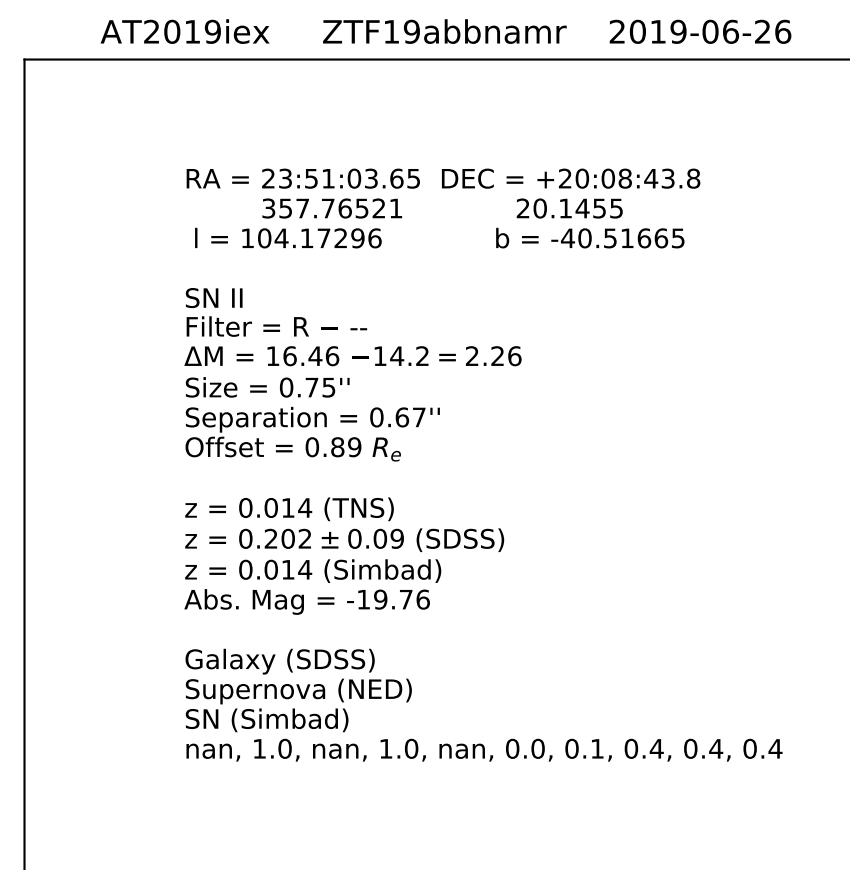 AT2019iex ZTF19abbnamr 2019-06-26
RA = 23:51:03.65 DEC = +20:08:43.8
357.76521 20.1455
l = 104.17296 b = -40.51665
SN II
Filter = R − --
ΔM = 16.46 −14.2 = 2.26
Size = 0.75''
Separation = 0.67''
Offset = 0.89 Rₑ
z = 0.014 (TNS)
z = 0.202 ± 0.09 (SDSS)
z = 0.014 (Simbad)
Abs. Mag = -19.76
Galaxy (SDSS)
Supernova (NED)
SN (Simbad)
nan, 1.0, nan, 1.0, nan, 0.0, 0.1, 0.4, 0.4, 0.4